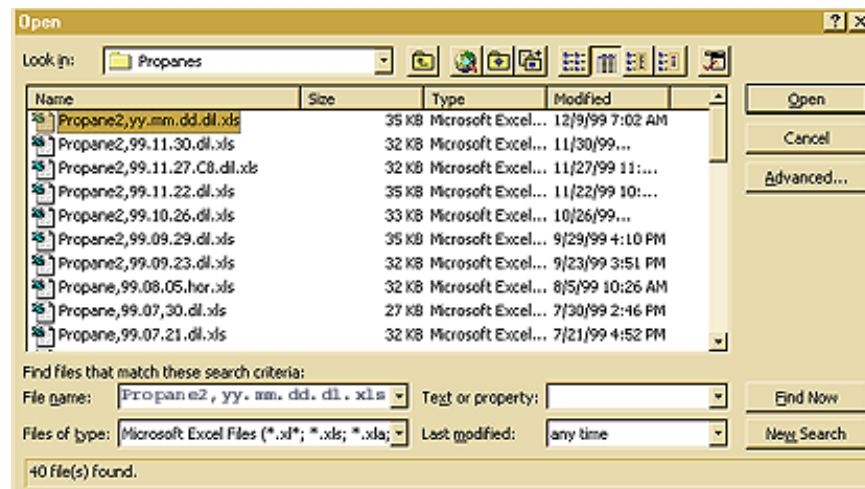 Open
Look in: Propanes
Name Size Type Modified
Propane2,yy.mm.dd.dil.xls 35 KB Microsoft Excel... 12/9/99 7:02 AM
Propane2,99.11.30.dil.xls 32 KB Microsoft Excel... 11/30/99...
Propane2,99.11.27.C8.dil.xls 32 KB Microsoft Excel... 11/27/99 11:...
Propane2,99.11.22.dil.xls 35 KB Microsoft Excel... 11/22/99 10:...
Propane2,99.10.26.dil.xls 33 KB Microsoft Excel... 10/26/99...
Propane2,99.09.29.dil.xls 35 KB Microsoft Excel... 9/29/99 4:10 PM
Propane2,99.09.23.dil.xls 32 KB Microsoft Excel... 9/23/99 3:51 PM
Propane,99.08.05.hor.xls 32 KB Microsoft Excel... 8/5/99 10:26 AM
Propane,99.07,30.dil.xls 27 KB Microsoft Excel... 7/30/99 2:46 PM
Propane,99.07.21.dil.xls 32 KB Microsoft Excel... 7/21/99 4:52 PM
Open
Cancel
Advanced...
Find files that match these search criteria:
File name: Propane2,yy.mm.dd.dl.xls Text or property: Find Now
Files of type: Microsoft Excel Files (*.xl*; *.xls; *.xla; Last modified: any time New Search
40 file(s) found.